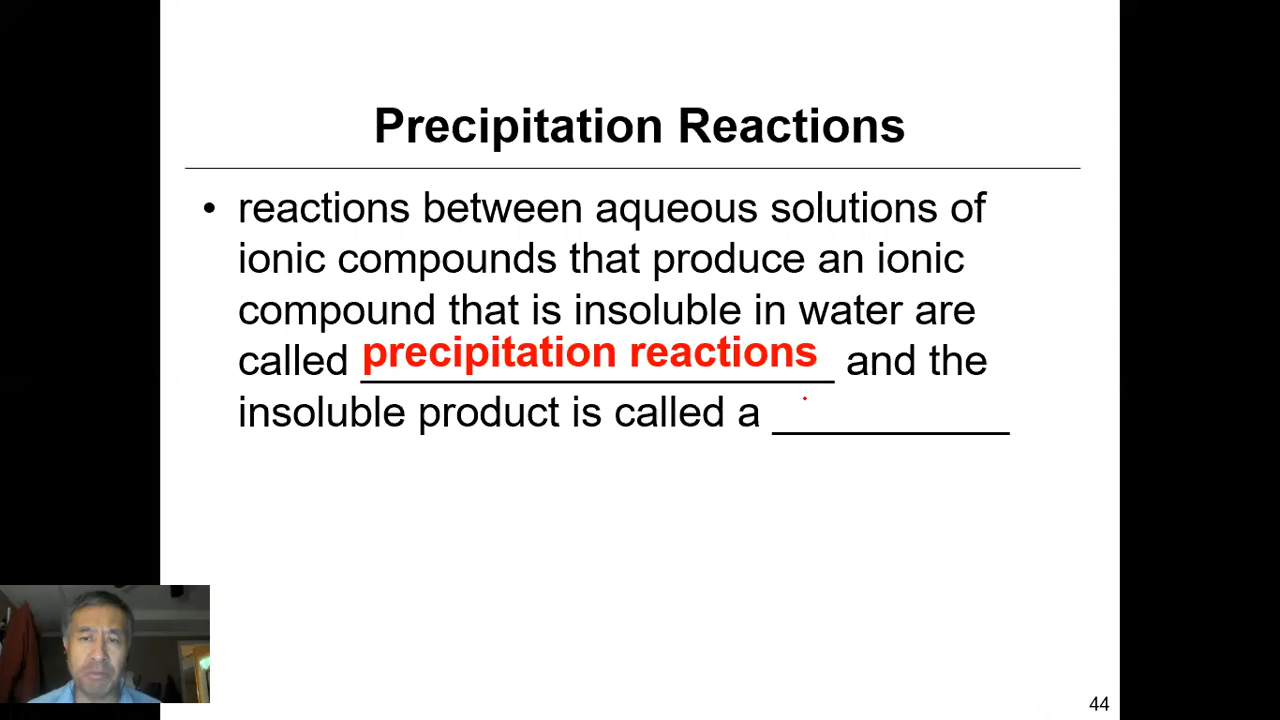 Precipitation Reactions
• reactions between aqueous solutions of
ionic compounds that produce an ionic
compound that is insoluble in water are
called precipitation reactions and the
insoluble product is called a ___________
44